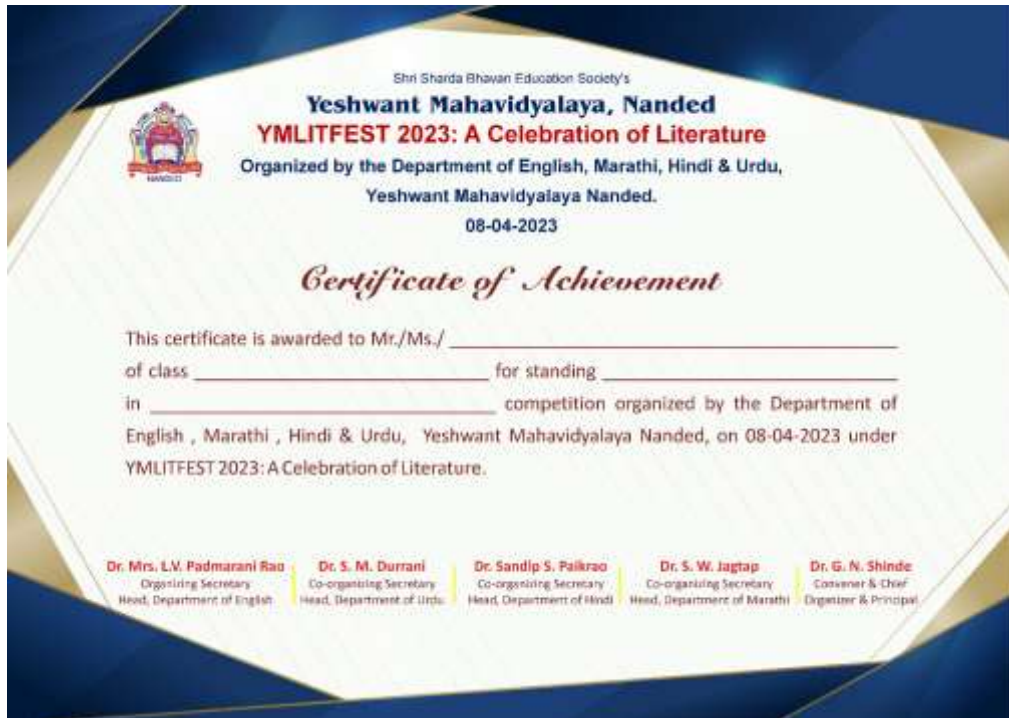 Shri Sharda Bhavan Education Society's
Yeshwant Mahavidyalaya, Nanded
YMLITFEST 2023: A Celebration of Literature
Organized by the Department of English, Marathi, Hindi & Urdu,
Yeshwant Mahavidyalaya Nanded.
08-04-2023
NANDED
Certificate of Achievement
This certificate is awarded to Mr./Ms./
of class for standing
in competition organized by the Department of
English , Marathi , Hindi & Urdu, Yeshwant Mahavidyalaya Nanded, on 08-04-2023 under
YMLITFEST 2023: A Celebration of Literature.
Dr. Mrs. L.V. Padmarani Rao
Organizing Secretary
Head, Department of English
Dr. S. M. Durrani
Co-organizing Secretary
Head, Department of Urdu
Dr. Sandip S. Paikrao
Co-organizing Secretary
Head, Department of Hindi
Dr. S. W. Jagtap
Co-organizing Secretary
Head, Department of Marathi
Dr. G. N. Shinde
Convener & Chief
Organizer & Principal